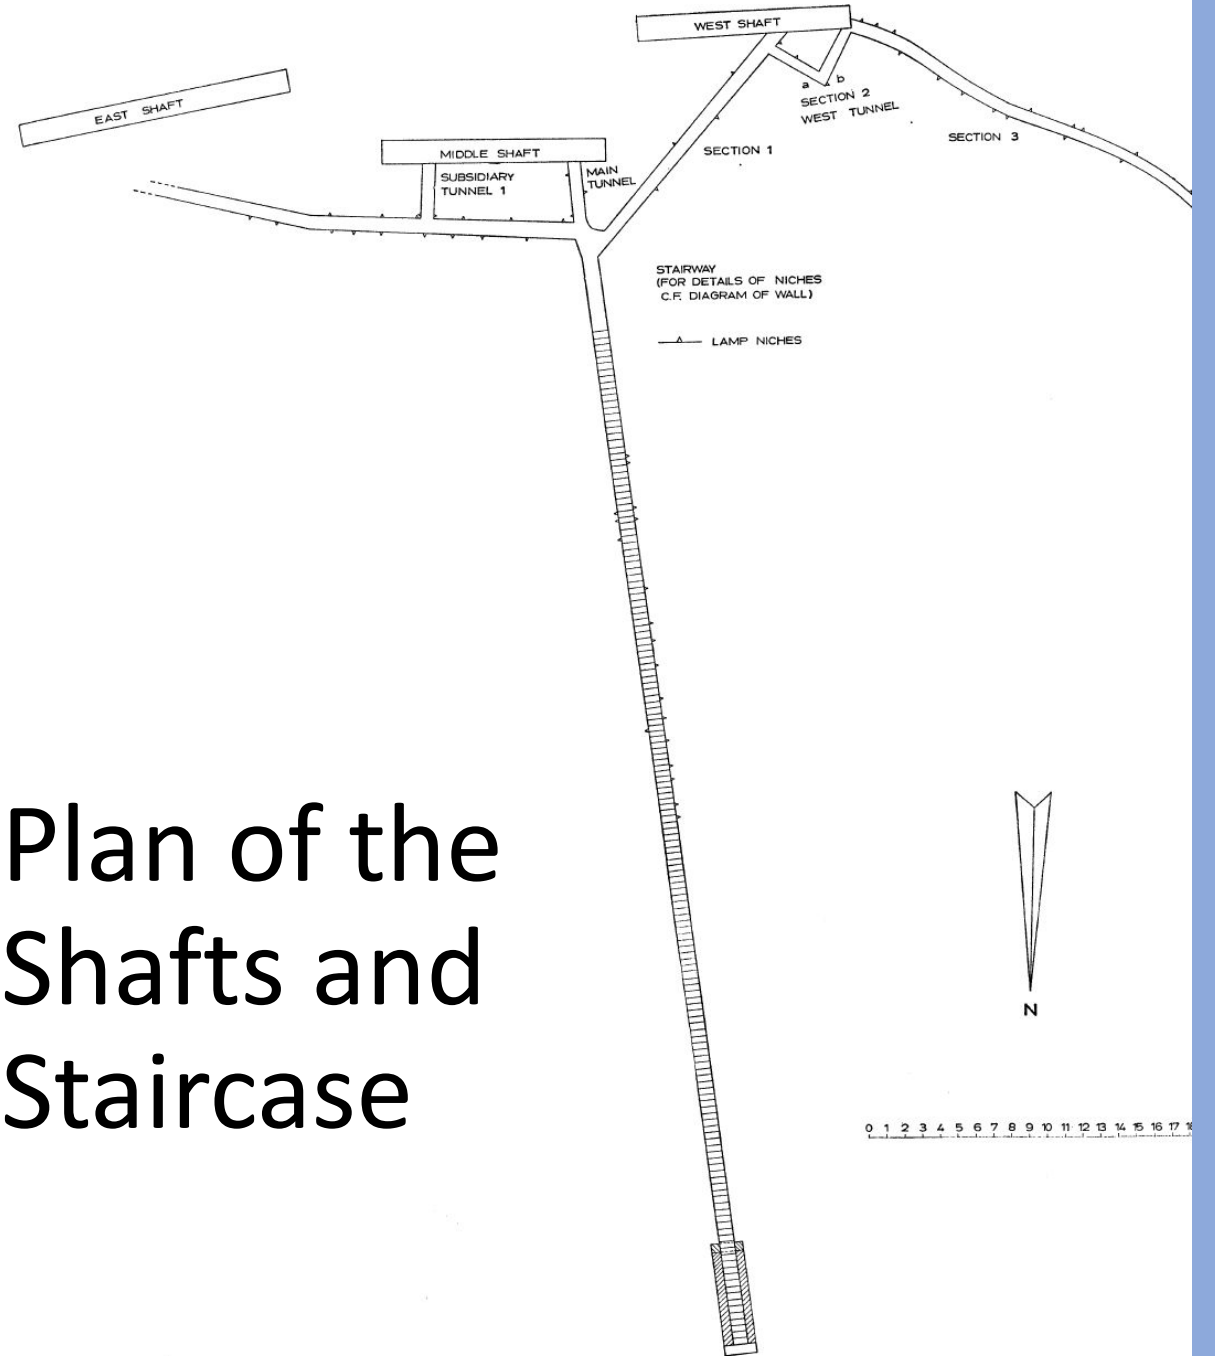 WEST SHAFT
EAST SHAFT
a b
SECTION 2
WEST TUNNEL
SECTION 3
MIDDLE SHAFT
SECTION 1
SUBSIDIARY
TUNNEL 1
MAIN
TUNNEL
STAIRWAY
(FOR DETAILS OF NICHES
C.F. DIAGRAM OF WALL)
LAMP NICHES
Plan of the
Shafts and
Staircase
N
0 1 2 3 4 5 6 7 8 9 10 11 12 13 14 15 16 17